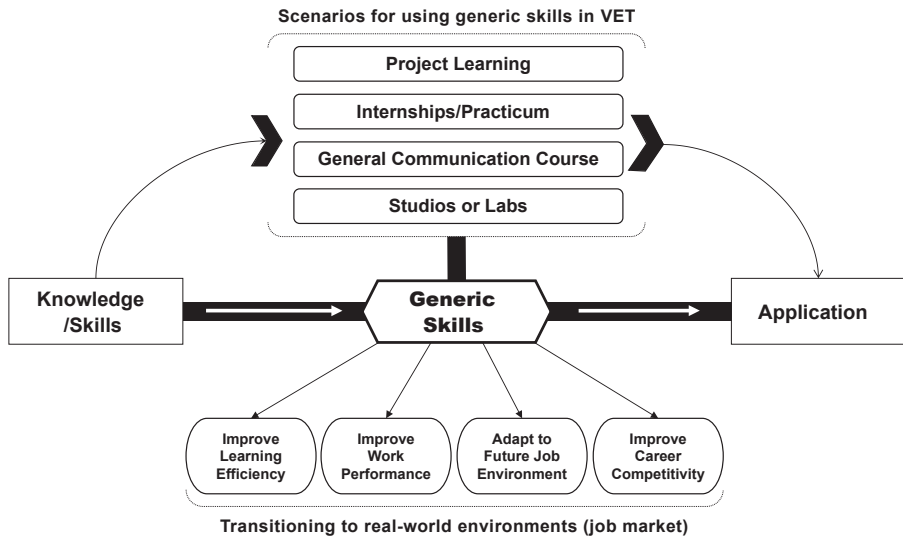 Scenarios for using generic skills in VET
Project Learning
Internships/Practicum
General Communication Course
Studios or Labs
Knowledge
/Skills
Generic
Skills
Application
Improve
Learning
Efficiency
Improve
Work
Performance
Adapt to
Future Job
Environment
Improve
Career
Competitivity
Transitioning to real-world environments (job market)